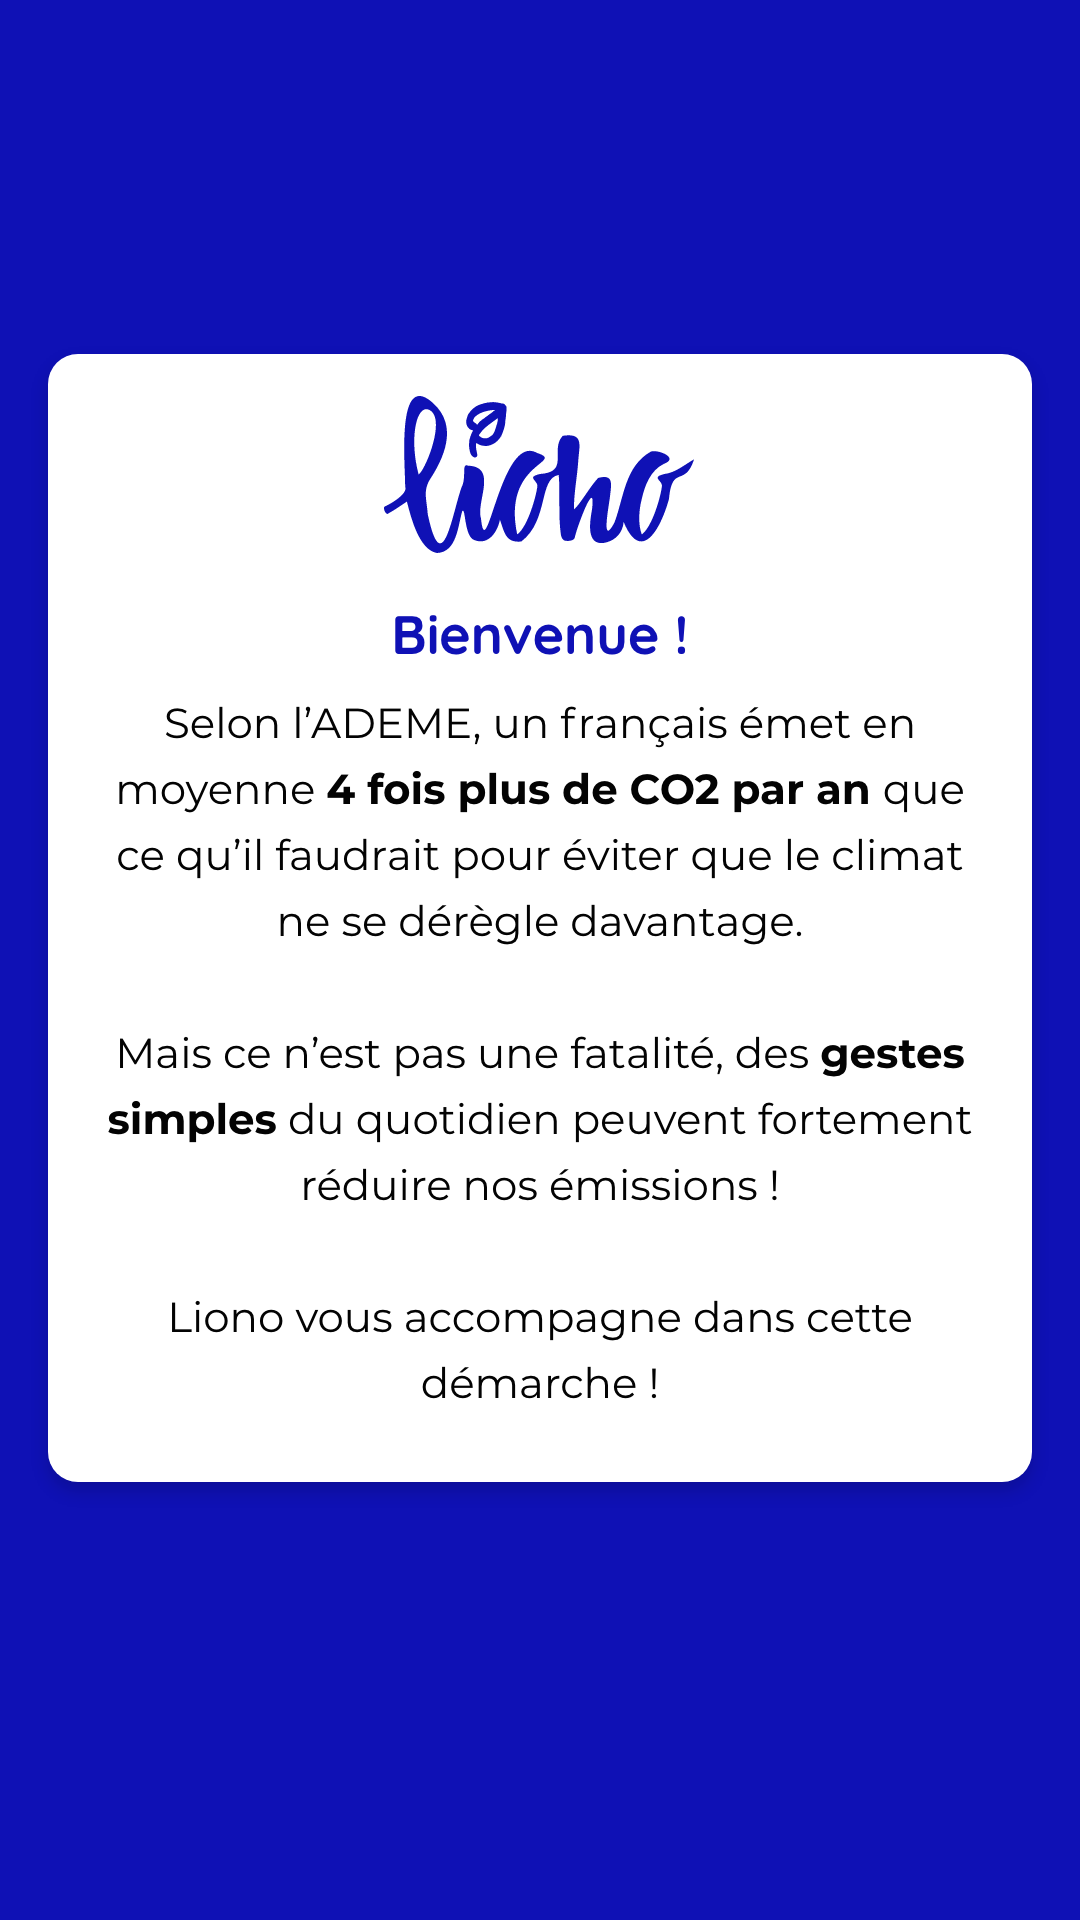 liono
Bienvenue !
Selon l’ADEME, un français émet en
moyenne 4 fois plus de CO2 par an que
ce qu’il faudrait pour éviter que le climat
ne se dérègle davantage.
Mais ce n’est pas une fatalité, des gestes
simples du quotidien peuvent fortement
réduire nos émissions !
Liono vous accompagne dans cette
démarche !